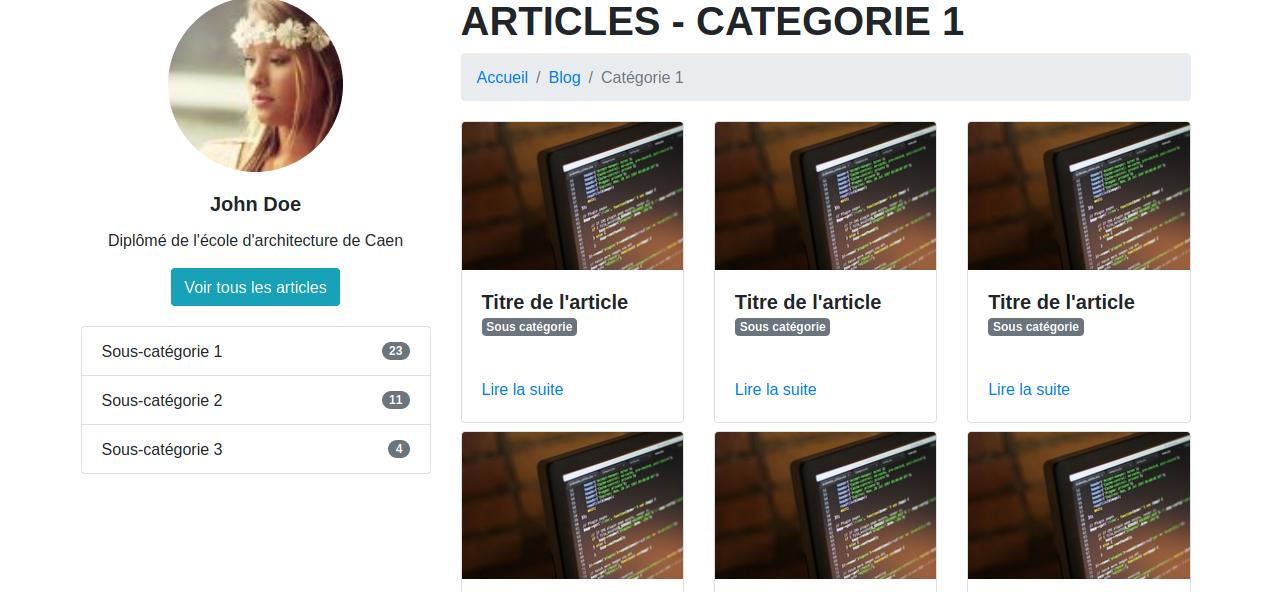 John Doe
Diplômé de l'école d'architecture de Caen
Voir tous les articles
Sous-catégorie 1 23
Sous-catégorie 2 11
Sous-catégorie 3 4
ARTICLES - CATEGORIE 1
Accueil / Blog / Catégorie 1
Titre de l'article
Sous catégorie
Lire la suite
Titre de l'article
Sous catégorie
Lire la suite
Titre de l'article
Sous catégorie
Lire la suite